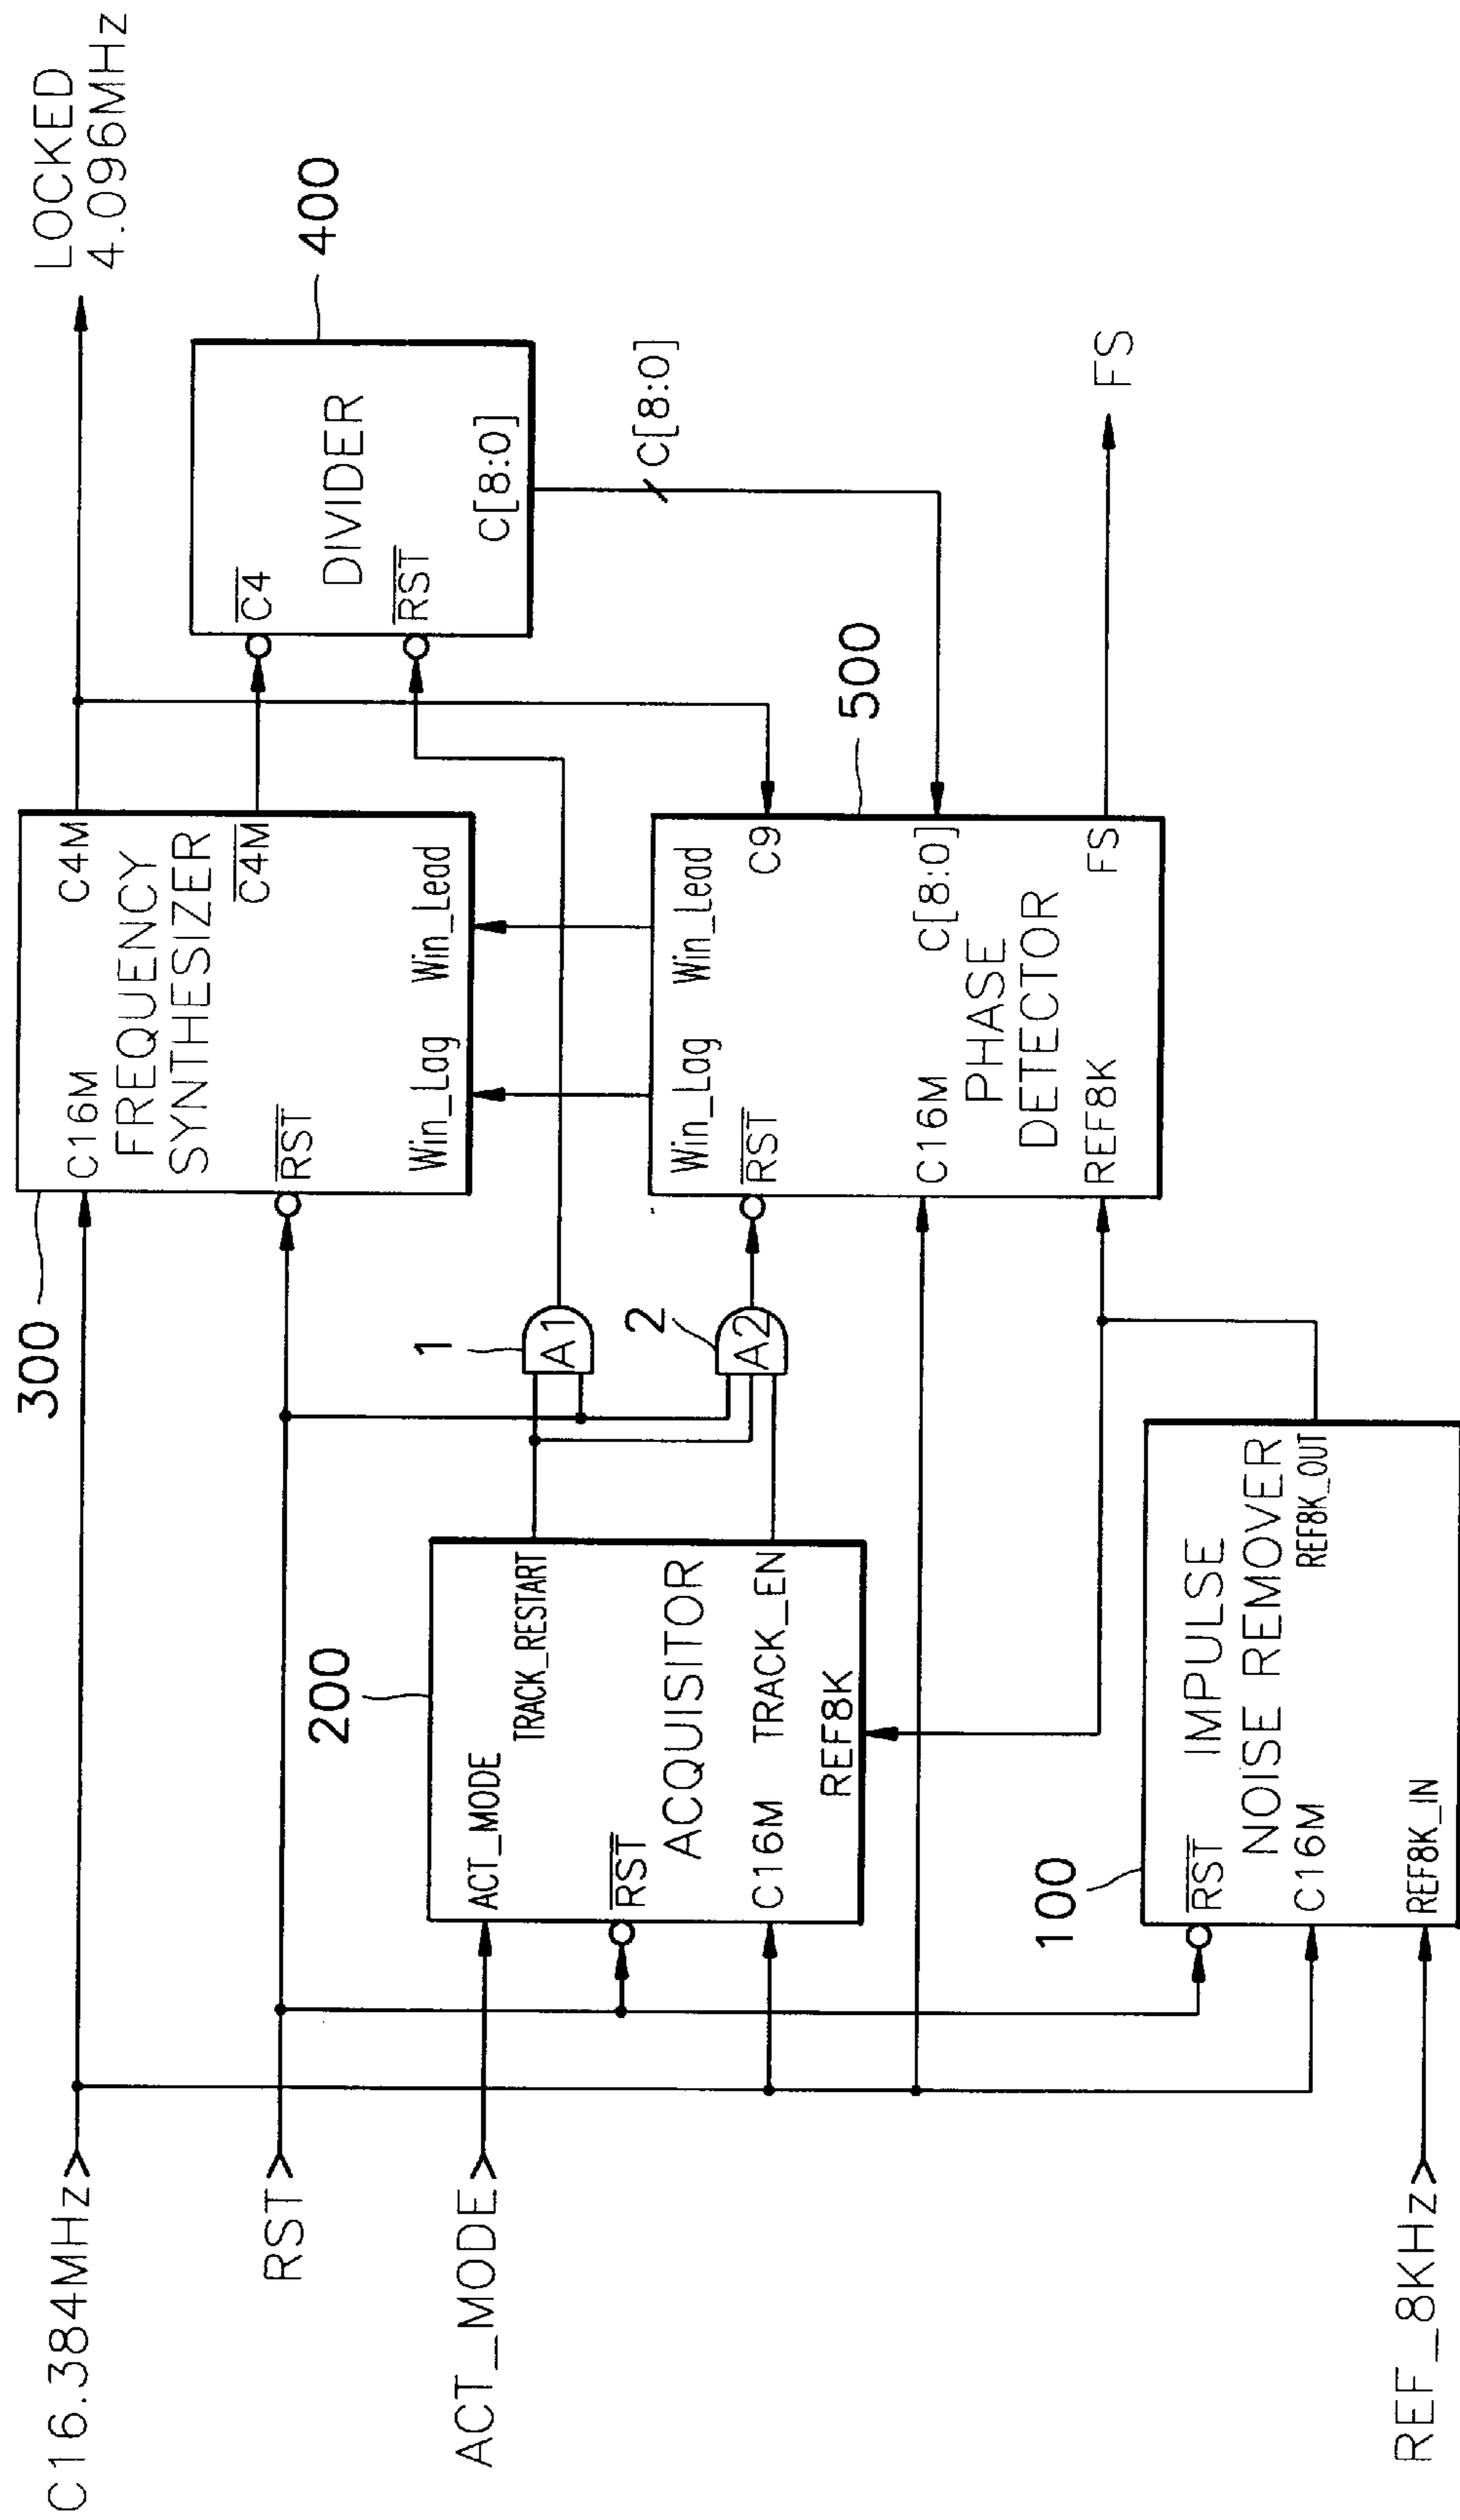 C16.384MHz
RST
ACT_MODE
REF_8KHz
300
C16M
C4M
FREQUENCY
SYNTHESIZER
C4M
RST
Win_Lag
Win_Lead
LOCKED
4.096MHz
400
C4
DIVIDER
RST
C[8:0]
C[8:0]
200
ACT_MODE
TRACK_RESTART
RST
ACQUISITOR
C16M
TRACK_EN
REF8K
1
A1
2
A2
500
Win_Lag
Win_Lead
RST
C9
C16M
C[8:0]
PHASE
DETECTOR
REF8K
FS
FS
100
RST
IMPULSE
NOISE REMOVER
C16M
REF8K_OUT
REF8K_IN